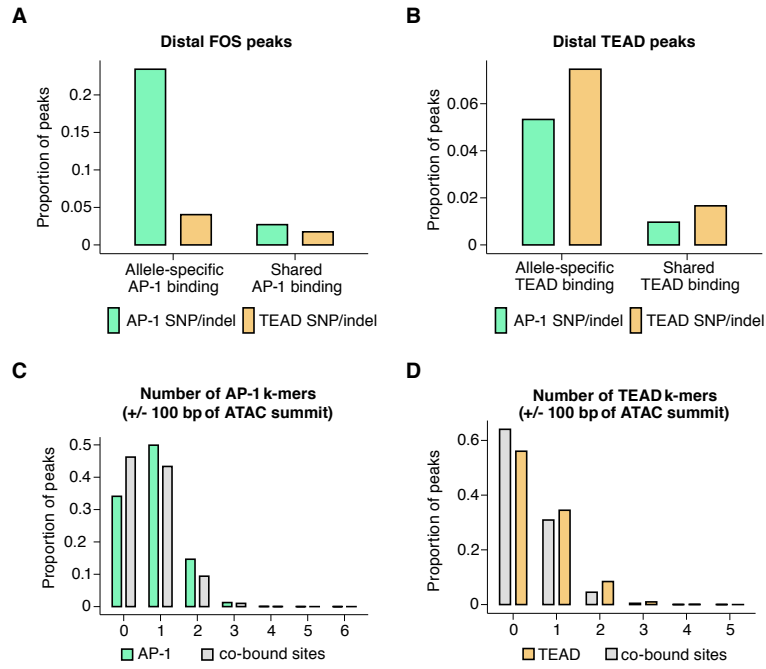 A
Distal FOS peaks
Proportion of peaks
0.2
0.15
0.1
0.05
0
Allele-specific
AP-1 binding
Shared
AP-1 binding
AP-1 SNP/indel
TEAD SNP/indel
B
Distal TEAD peaks
Proportion of peaks
0.06
0.04
0.02
0
Allele-specific
TEAD binding
Shared
TEAD binding
AP-1 SNP/indel
TEAD SNP/indel
C
Number of AP-1 k-mers
(+/- 100 bp of ATAC summit)
Proportion of peaks
0.5
0.4
0.3
0.2
0.1
0
0 1 2 3 4 5 6
AP-1
co-bound sites
D
Number of TEAD k-mers
(+/- 100 bp of ATAC summit)
Proportion of peaks
0.6
0.4
0.2
0
0 1 2 3 4 5
TEAD
co-bound sites